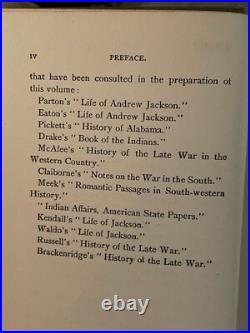 IV PREFACE.
that have been consulted in the preparation of
this volume:
Parton's "Life of Andrew Jackson."
Eaton's "Life of Andrew Jackson."
Pickett's "History of Alabama."
Drake's "Book of the Indians."
McAfee's "History of the Late War in the
Western Country."
Claiborne's "Notes on the War in the South."
Meek's "Romantic Passages in South-western
History."
"Indian Affairs, American State Papers."
Kendall's "Life of Jackson."
Waldo's "Life of Jackson."
Russell's "History of the Late War."
Brackenridge's "History of the Late War."